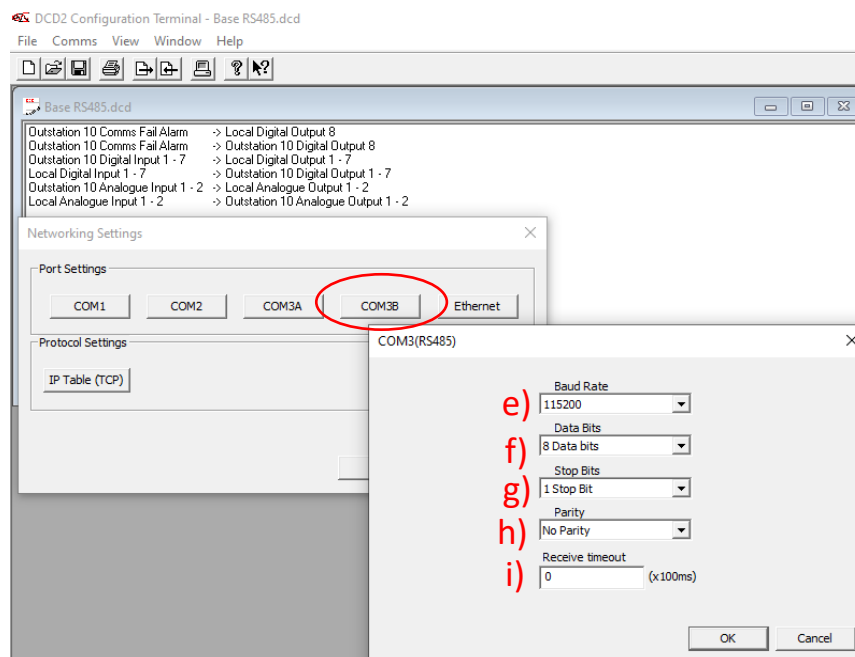 DCD2 Configuration Terminal - Base RS485.dcd
File Comms View Window Help
Base RS485.dcd
Outstation 10 Comms Fail Alarm -> Local Digital Output 8
Outstation 10 Comms Fail Alarm -> Outstation 10 Digital Output 8
Outstation 10 Digital Input 1 - 7 -> Local Digital Output 1 - 7
Local Digital Input 1 - 7 -> Outstation 10 Digital Output 1 - 7
Outstation 10 Analogue Input 1 - 2 -> Local Analogue Output 1 - 2
Local Analogue Input 1 - 2 -> Outstation 10 Analogue Output 1 - 2
Networking Settings
Port Settings
COM1 COM2 COM3A COM3B Ethernet
Protocol Settings
IP Table (TCP)
COM3(RS485)
Baud Rate
e) 115200
Data Bits
f) 8 Data bits
Stop Bits
g) 1 Stop Bit
Parity
h) No Parity
Receive timeout
i) 0 (x100ms)
OK Cancel